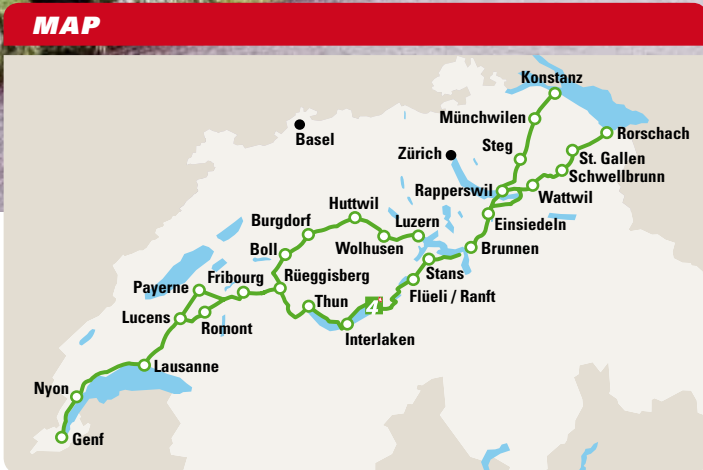 MAP
Konstanz
Münchwilen
Rorschach
Basel
Steg
Zürich
St. Gallen
Schwellbrunn
Rapperswil
Wattwil
Huttwil
Burgdorf
Luzern
Einsiedeln
Boll
Wolhusen
Brunnen
Stans
Fribourg
Rüeggisberg
Payerne
Flüeli / Ranft
Thun
4
Lucens
Romont
Interlaken
Lausanne
Nyon
Genf